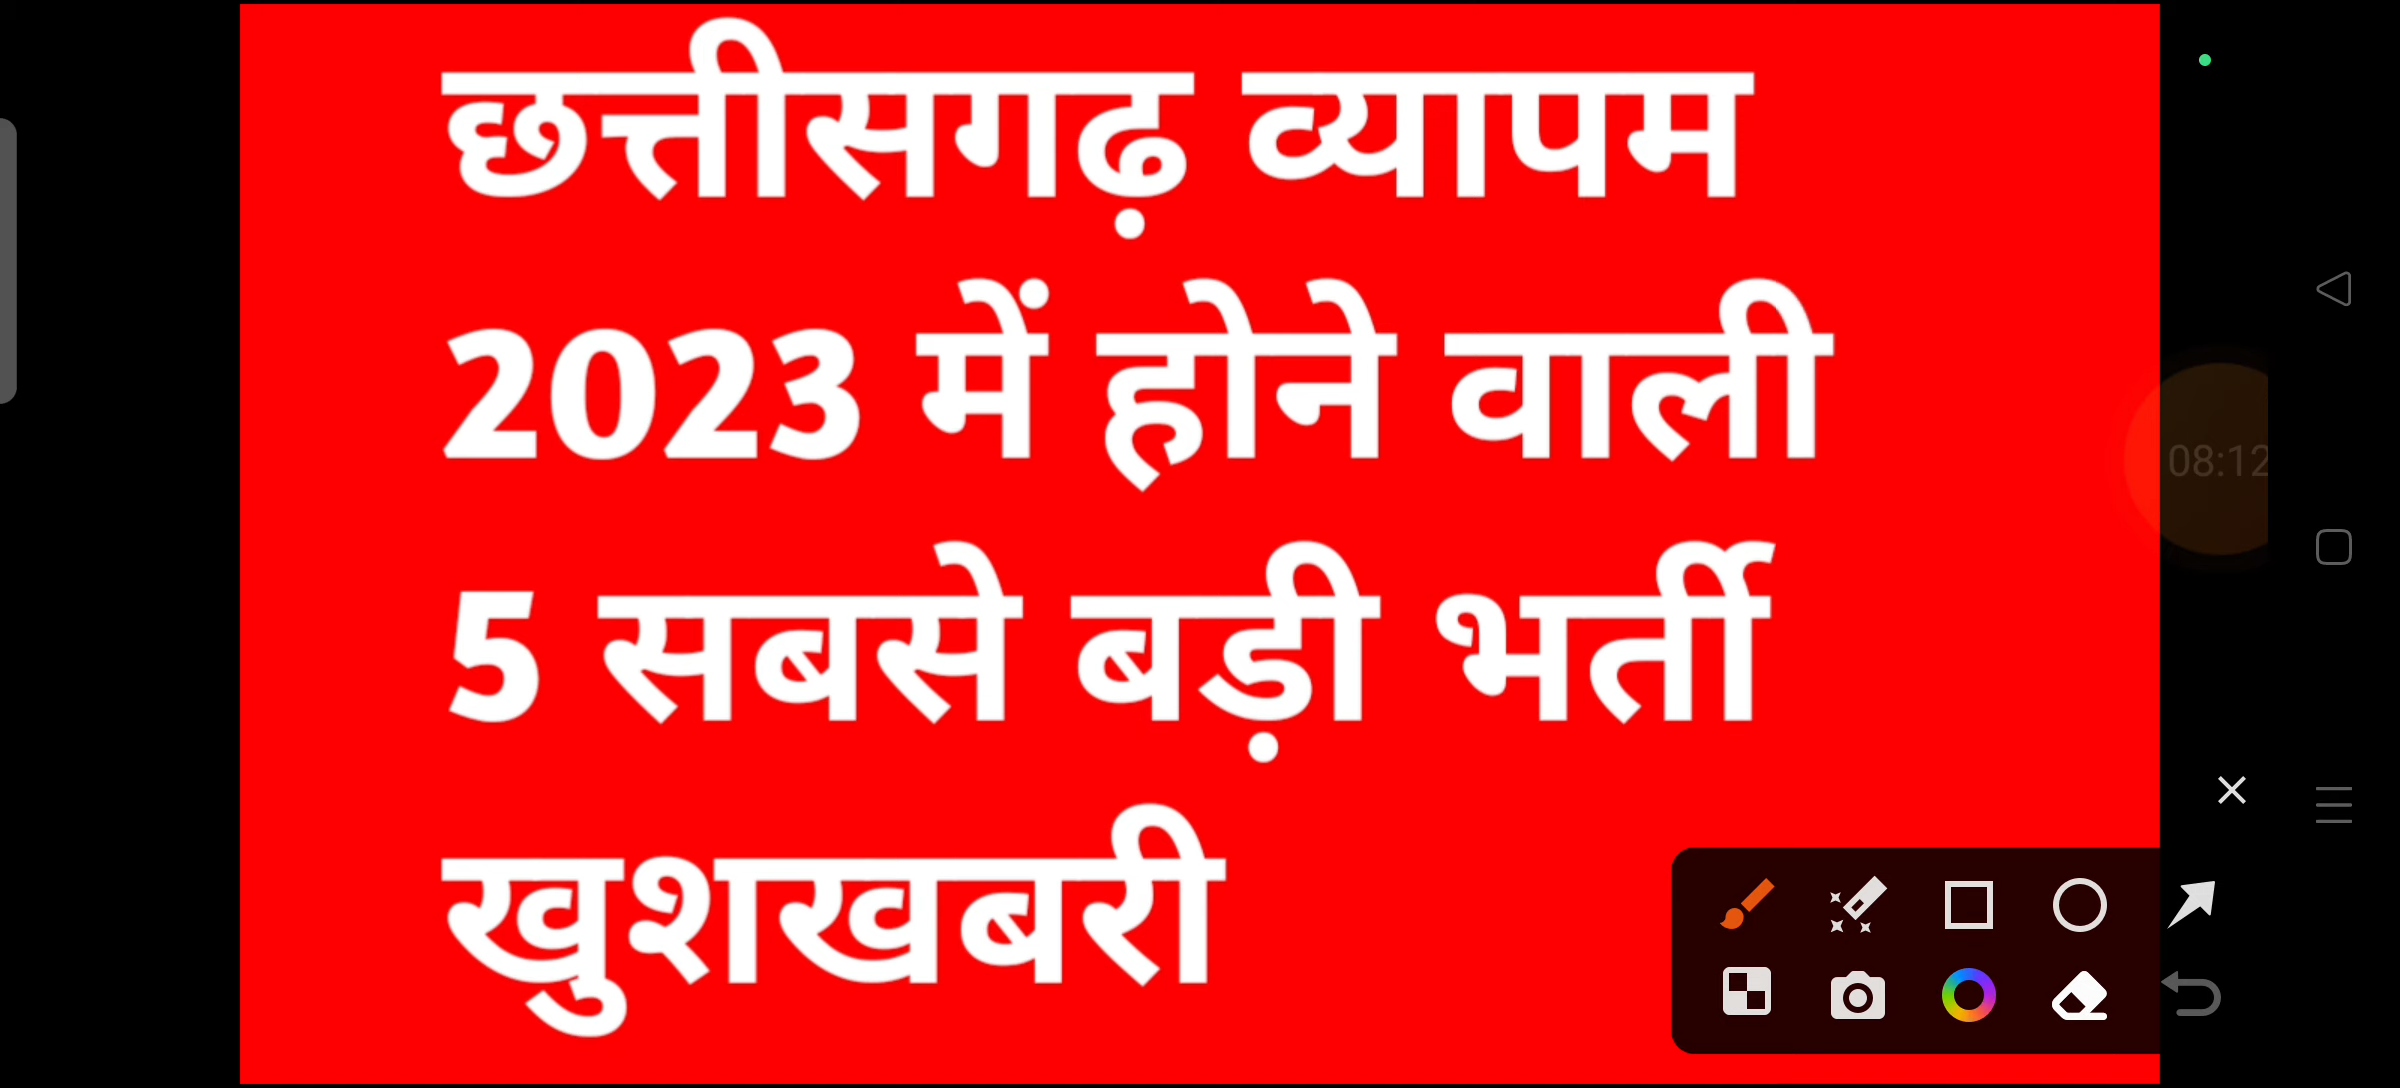 छत्तीसगढ़ व्यापम
2023 में होने वाली
08:12
5 सबसे बड़ी भर्ती
खुशखबरी